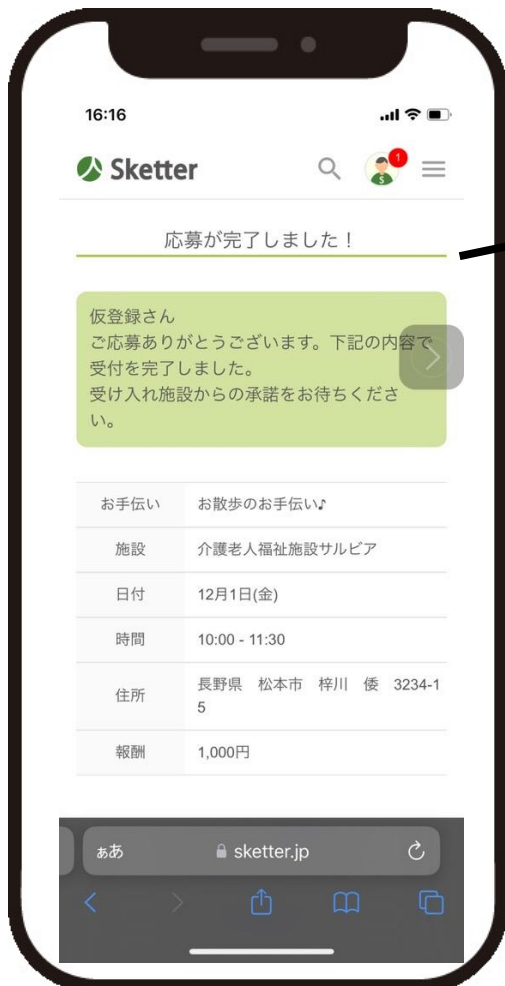 16:16
Sketter
1
S
応募が完了しました！
仮登録さん
ご応募ありがとうございます。下記の内容で
受付を完了しました。
受け入れ施設からの承諾をお待ちくださ
い。
お手伝い お散歩のお手伝い♪
施設 介護老人福祉施設サルビア
日付 12月1日(金)
時間 10:00 - 11:30
住所 長野県　松本市　梓川　倭　3234-1
5
報酬 1,000円
ぁあ sketter.jp